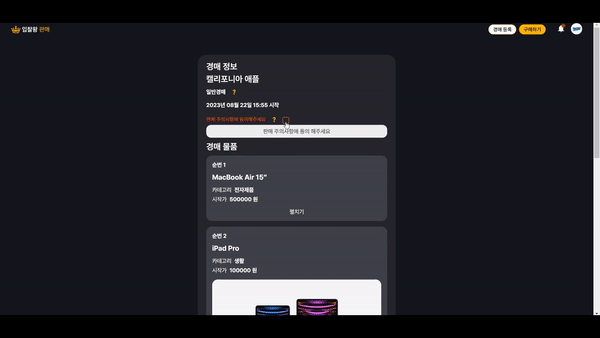 입찰왕 판매
경매 등록
구매하기
경매 정보
캘리포니아 애플
일반경매 ?
2023년 08월 22일 15:55 시작
판매 주의사항에 동의해주세요 ?
판매 주의사항에 동의 해주세요
경매 물품
순번 1
MacBook Air 15"
카테고리 전자제품
시작가 500000 원
펼치기
순번 2
iPad Pro
카테고리 생활
시작가 100000 원